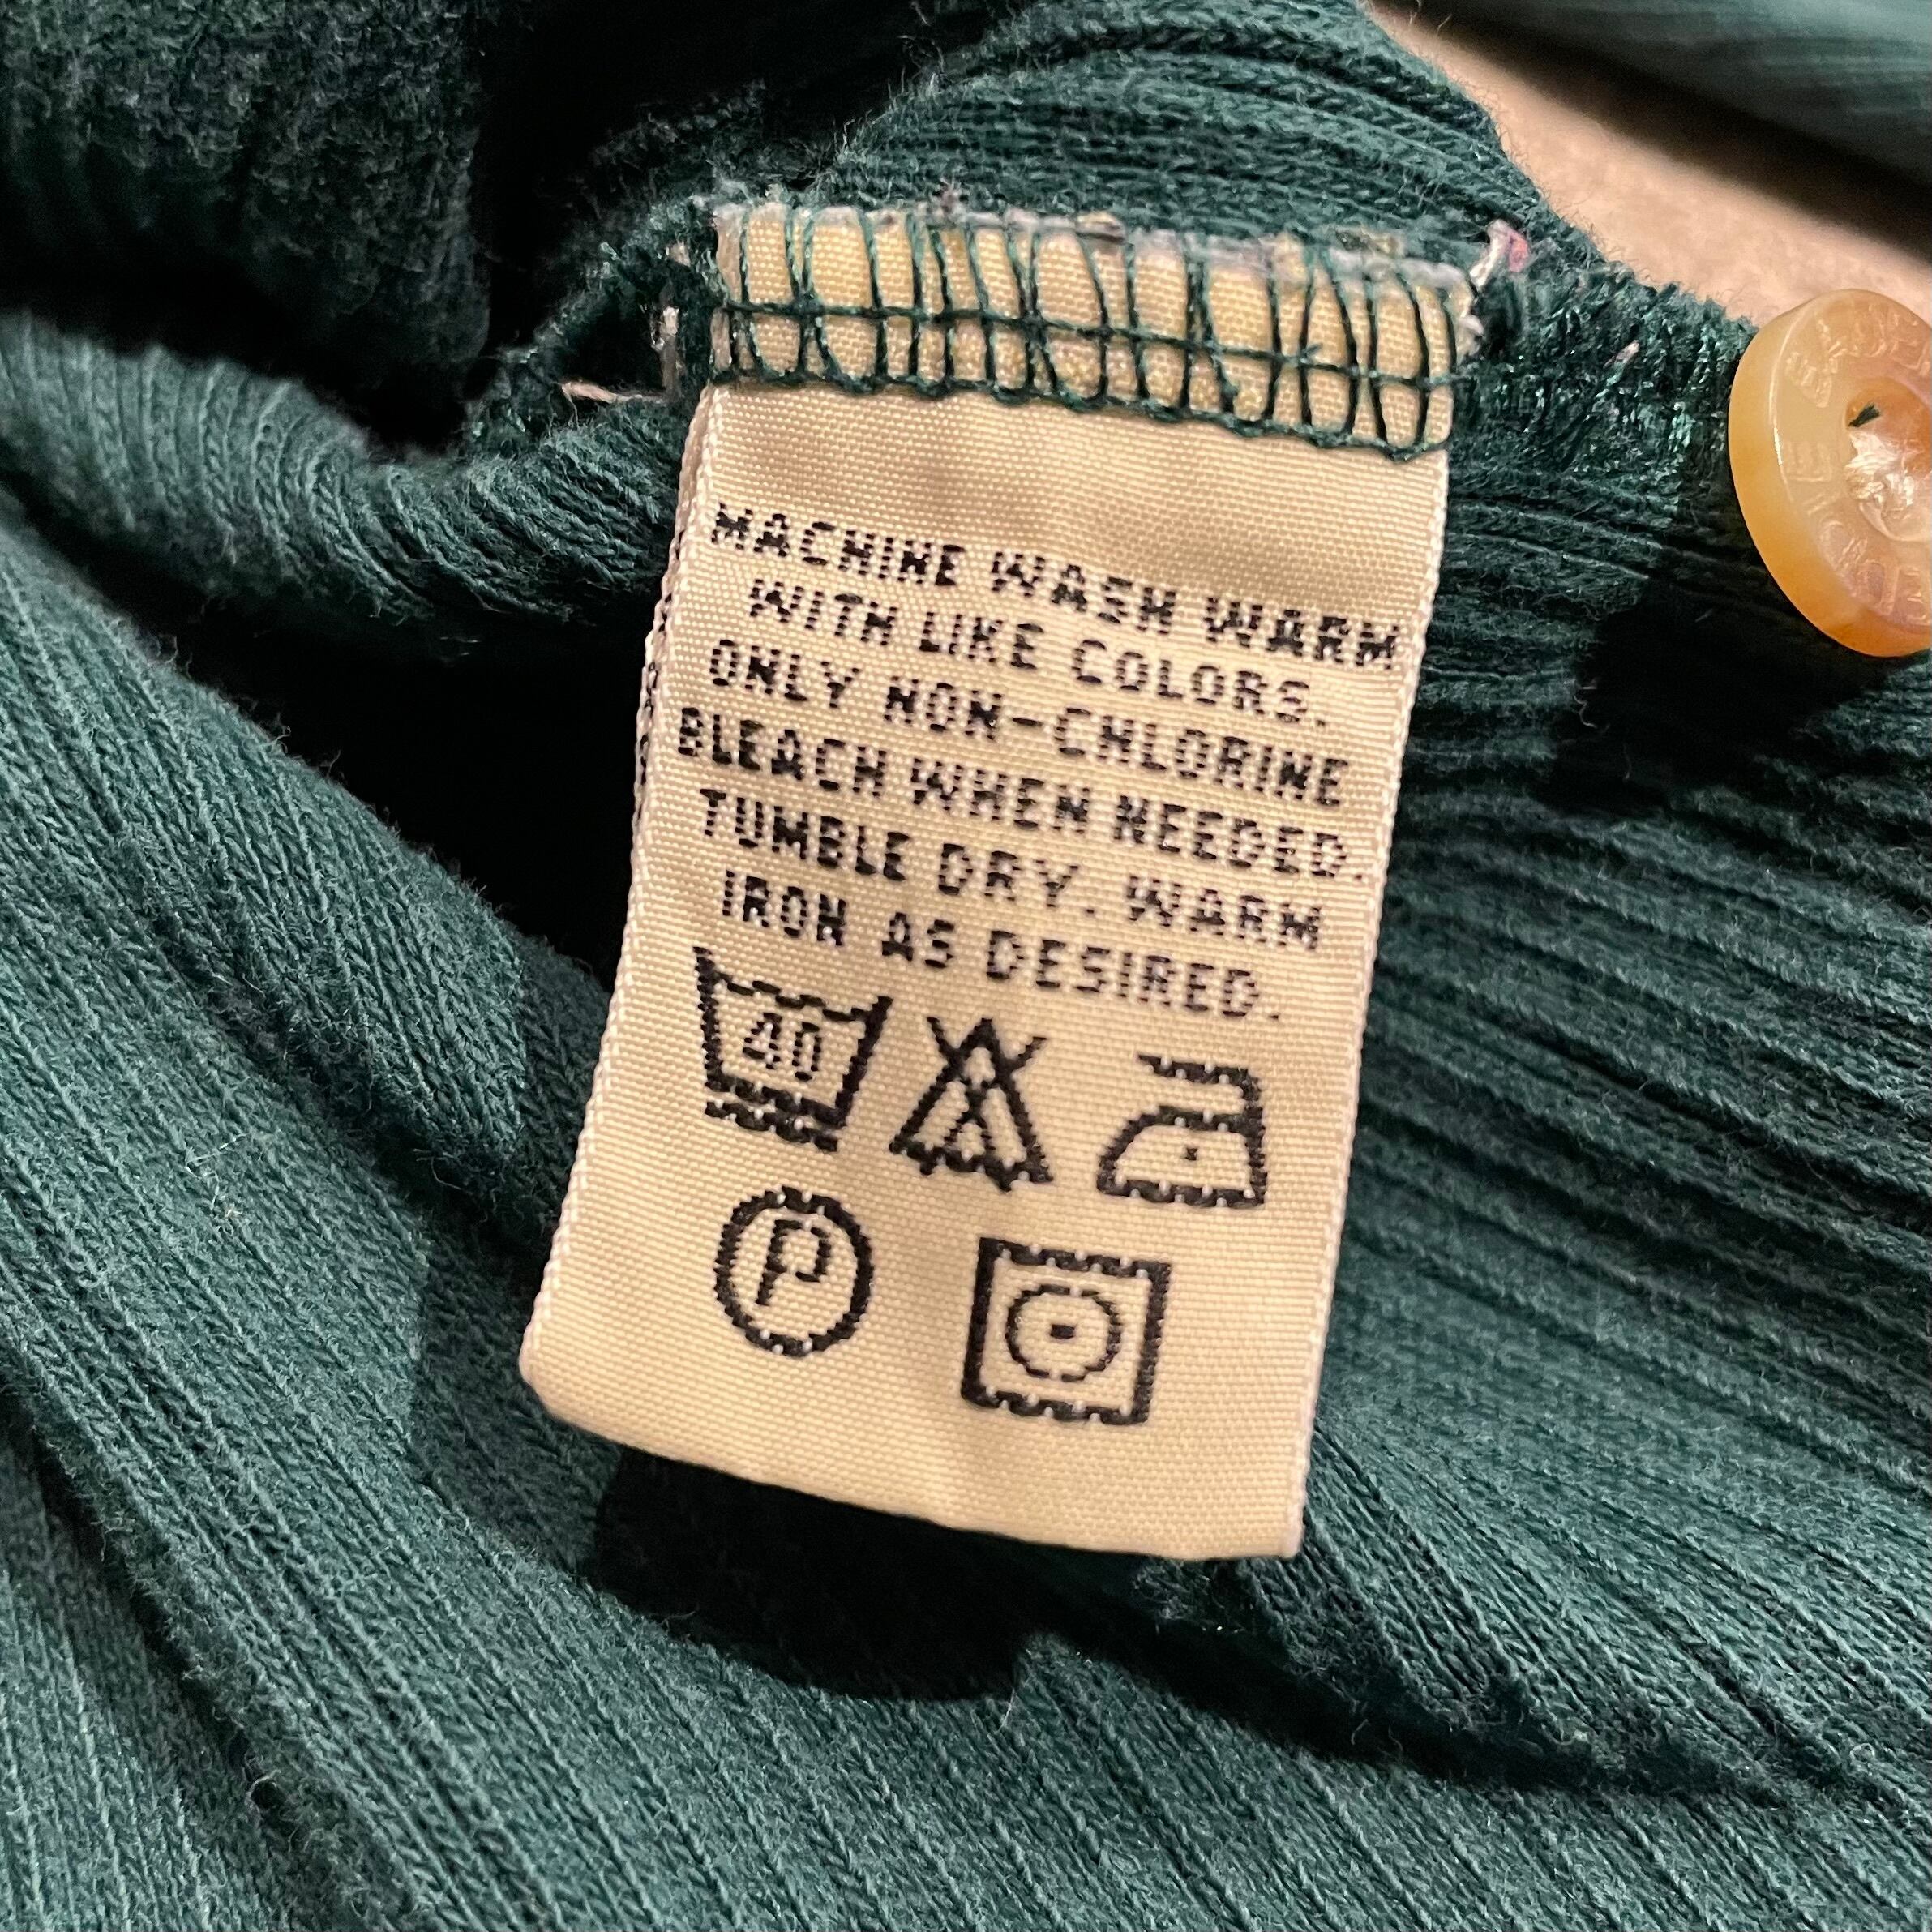 MACHINE WASH WARM
WITH LIKE COLORS.
ONLY NON-CHLORINE
BLEACH WHEN NEEDED.
TUMBLE DRY. WARM
IRON AS DESIRED.
40
P